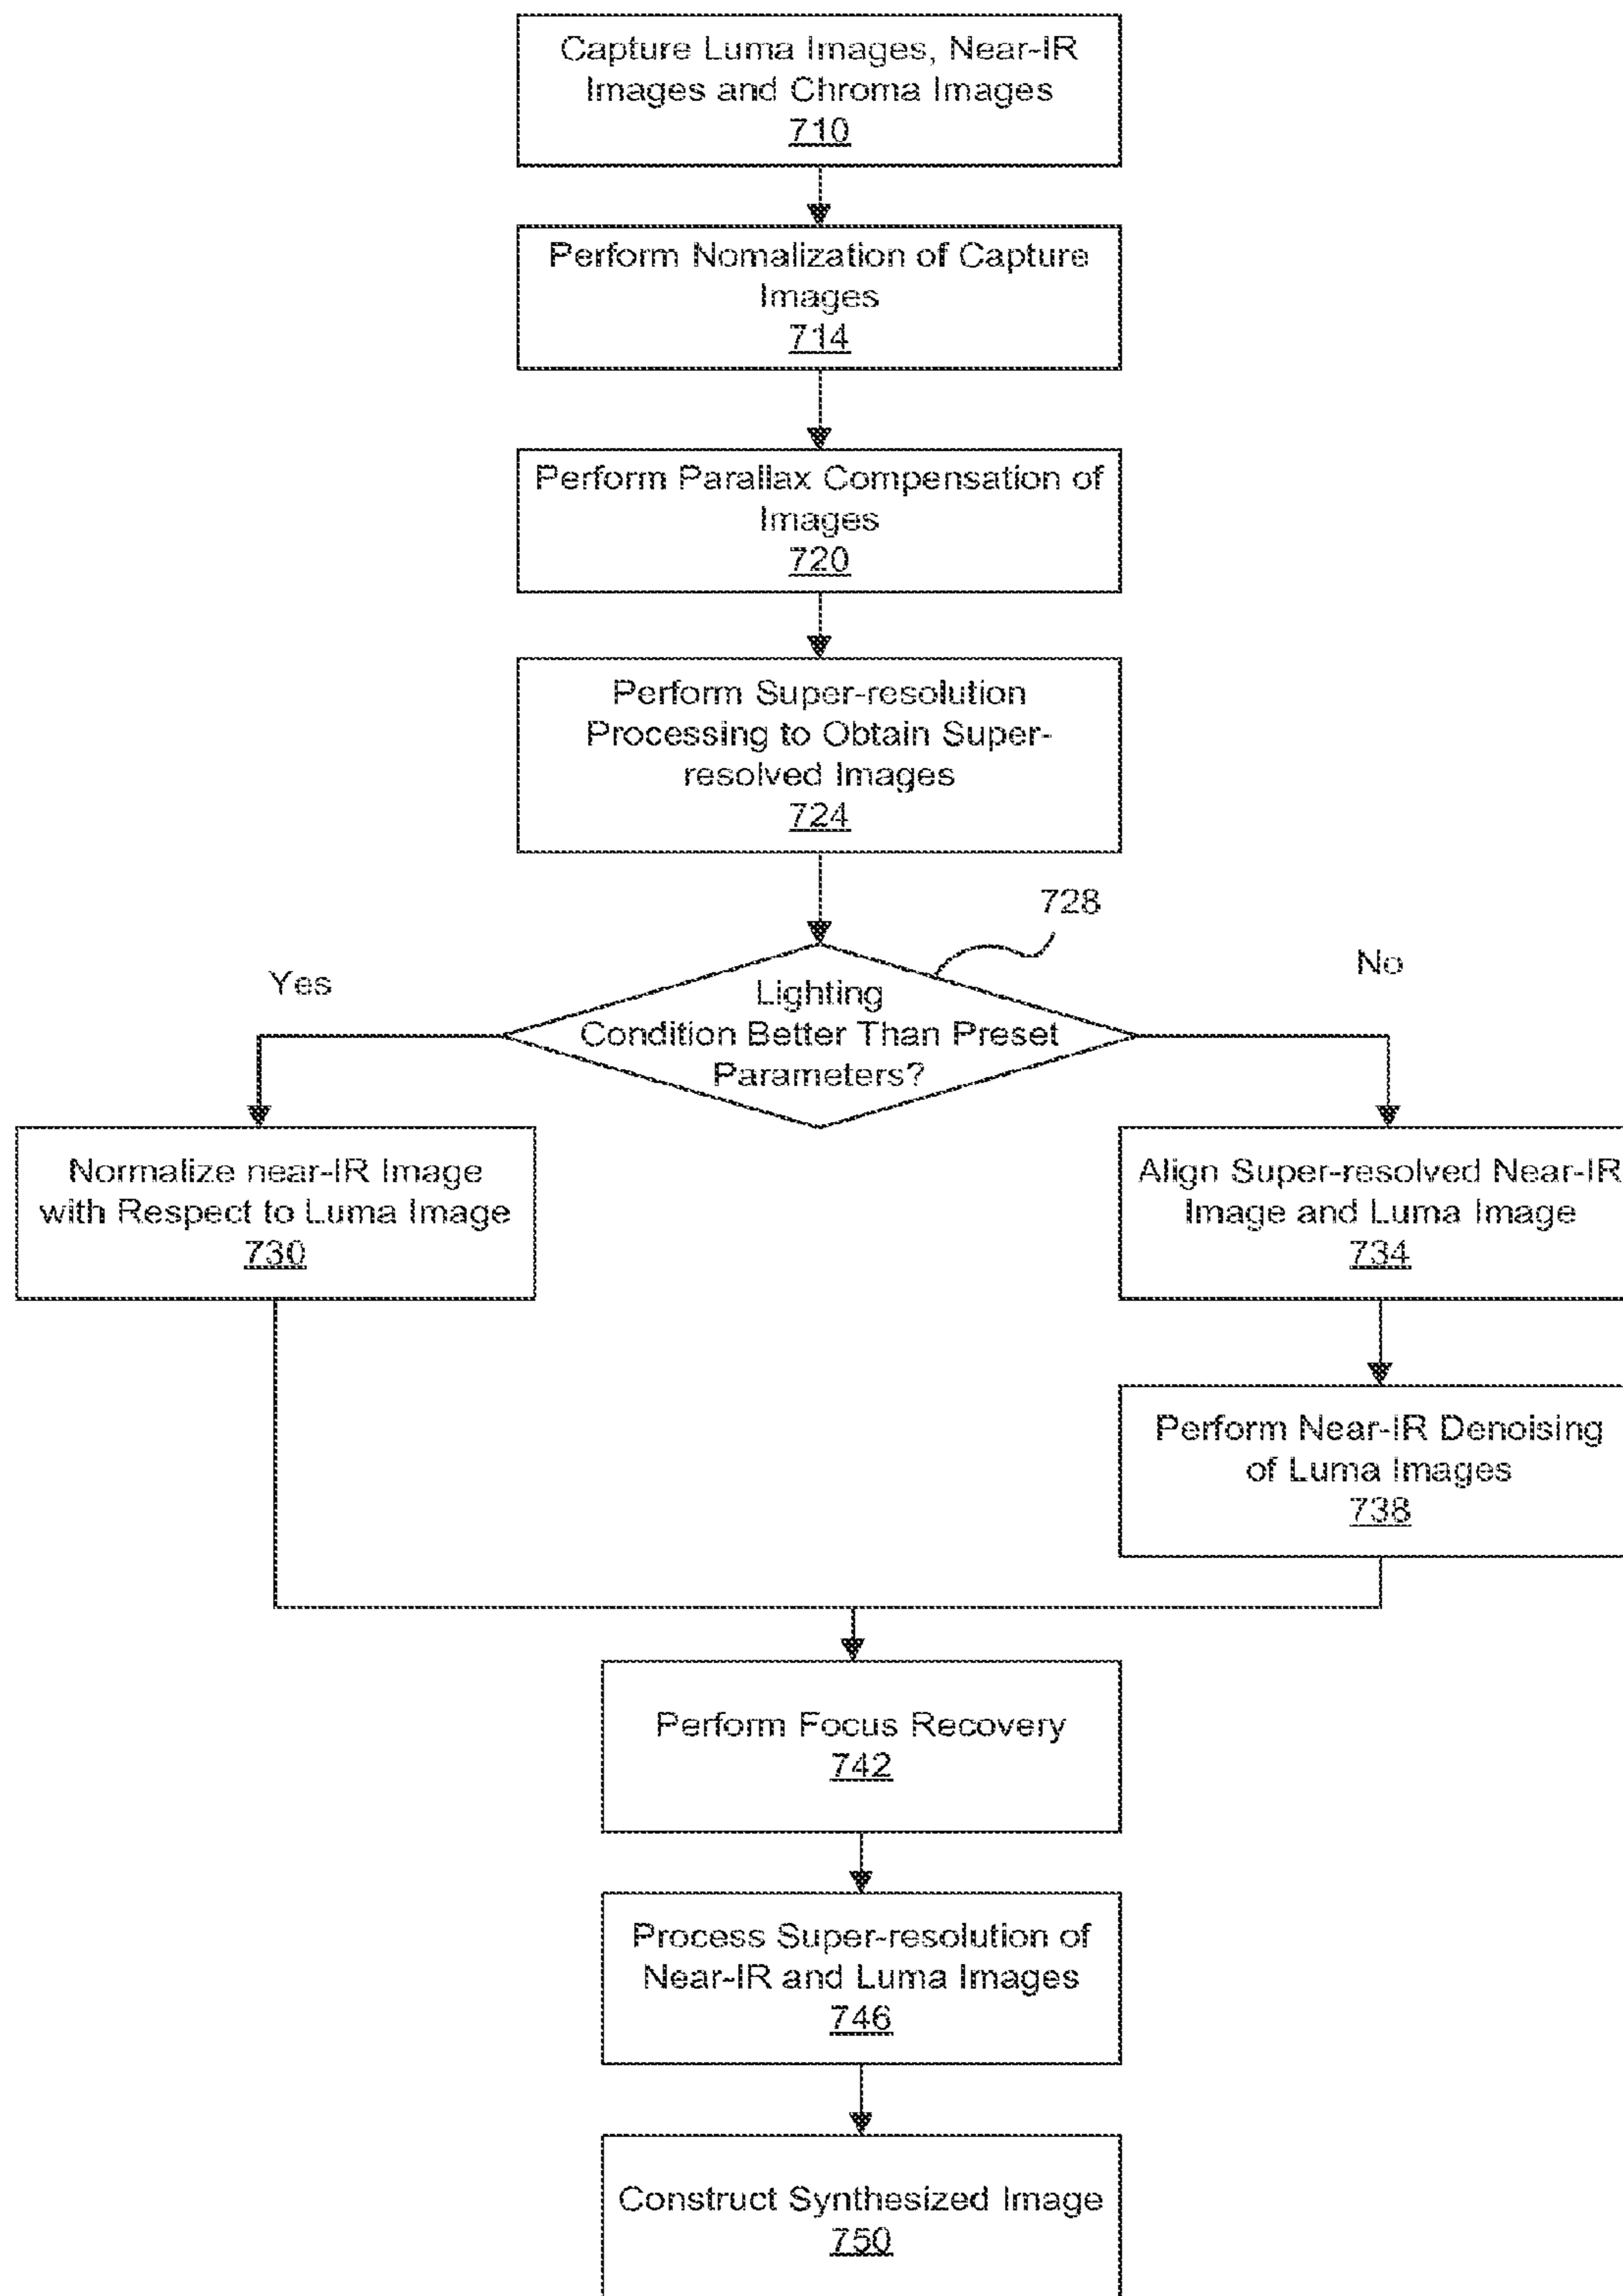 Capture Luma Images, Near-IR
Images and Chroma Images
710
Perform Nomalization of Capture
Images
714
Perform Parallax Compensation of
Images
720
Perform Super-resolution
Processing to Obtain Super-
resolved Images
724
728
Yes
No
Lighting
Condition Better Than Preset
Parameters?
Normalize near-IR Image
with Respect to Luma Image
730
Align Super-resolved Near-IR
Image and Luma Image
734
Perform Near-IR Denoising
of Luma Images
738
Perform Focus Recovery
742
Process Super-resolution of
Near-IR and Luma Images
746
Construct Synthesized Image
750